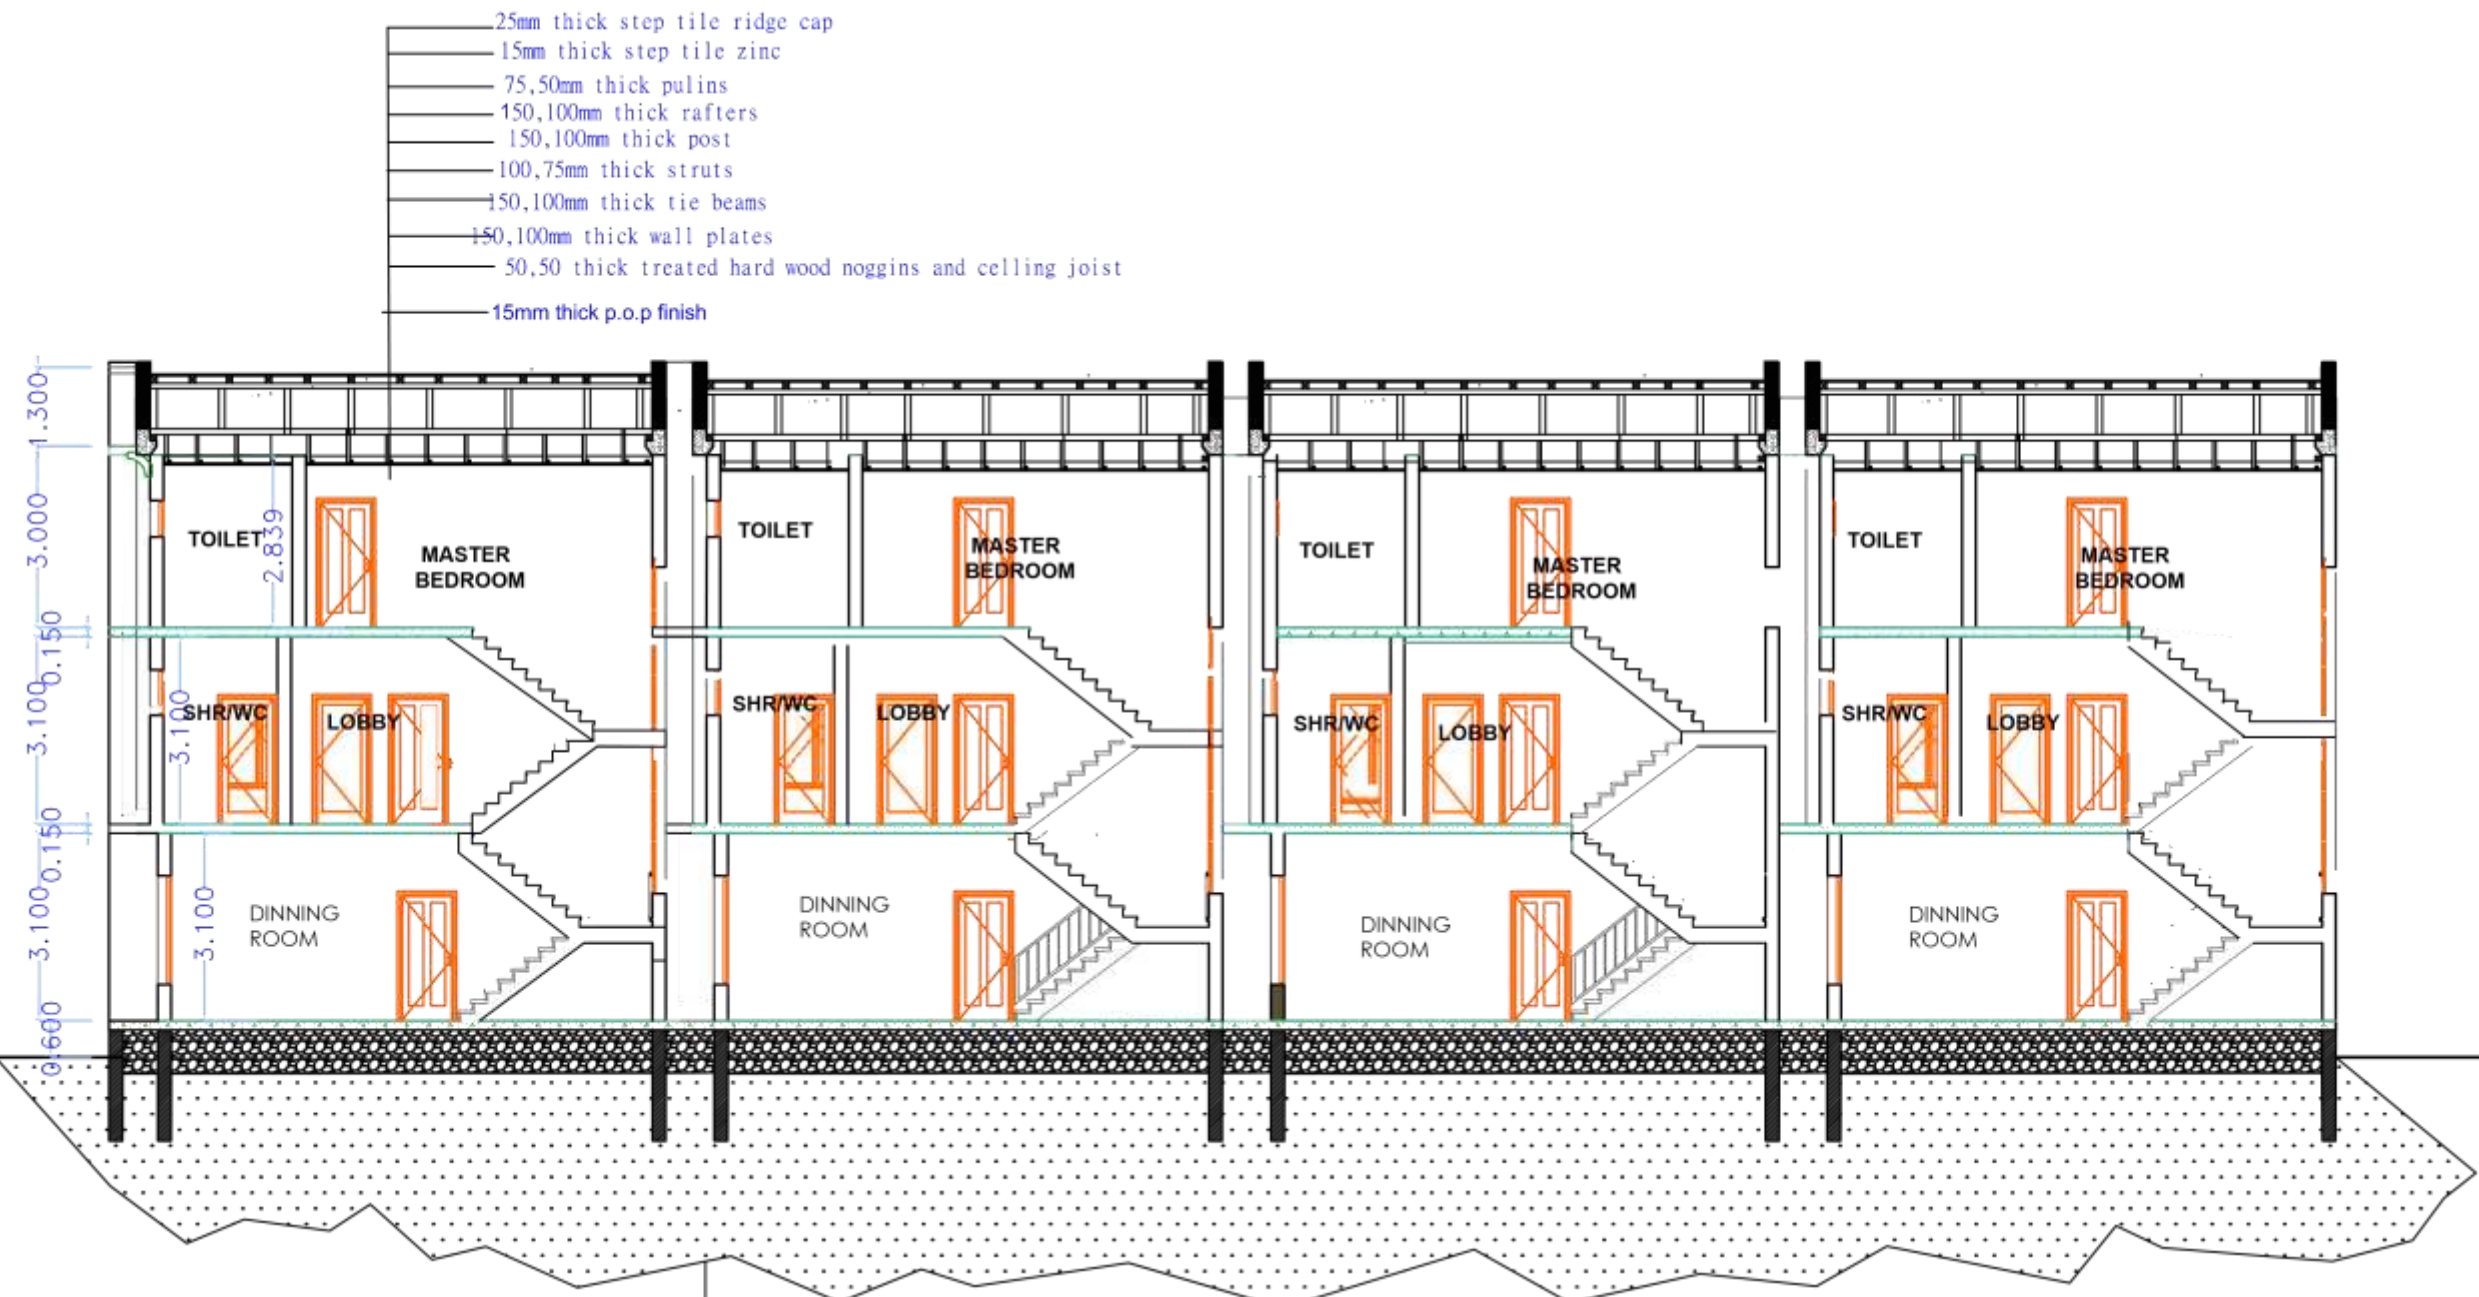 25mm thick step tile ridge cap
15mm thick step tile zinc
75,50mm thick pulins
150,100mm thick rafters
150,100mm thick post
100,75mm thick struts
150,100mm thick tie beams
150,100mm thick wall plates
50,50 thick treated hard wood noggins and celling joist
15mm thick p.o.p finish
1.300
3.000
0.150
3.100
0.150
3.100
0.600
2.839
3.100
3.100
TOILET
MASTER
BEDROOM
TOILET
MASTER
BEDROOM
TOILET
MASTER
BEDROOM
TOILET
MASTER
BEDROOM
SHR/WC
LOBBY
SHR/WC
LOBBY
SHR/WC
LOBBY
SHR/WC
LOBBY
DINNING
ROOM
DINNING
ROOM
DINNING
ROOM
DINNING
ROOM